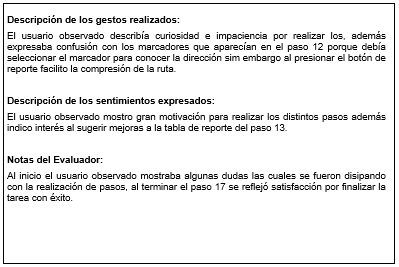 Descripción de los gestos realizados:
El usuario observado describía curiosidad e impaciencia por realizar los, además
expresaba confusión con los marcadores que aparecían en el paso 12 porque debía
seleccionar el marcador para conocer la dirección sim embargo al presionar el botón de
reporte facilito la compresión de la ruta.
Descripción de los sentimientos expresados:
El usuario observado mostro gran motivación para realizar los distintos pasos además
indico interés al sugerir mejoras a la tabla de reporte del paso 13.
Notas del Evaluador:
Al inicio el usuario observado mostraba algunas dudas las cuales se fueron disipando
con la realización de pasos, al terminar el paso 17 se reflejó satisfacción por finalizar la
tarea con éxito.